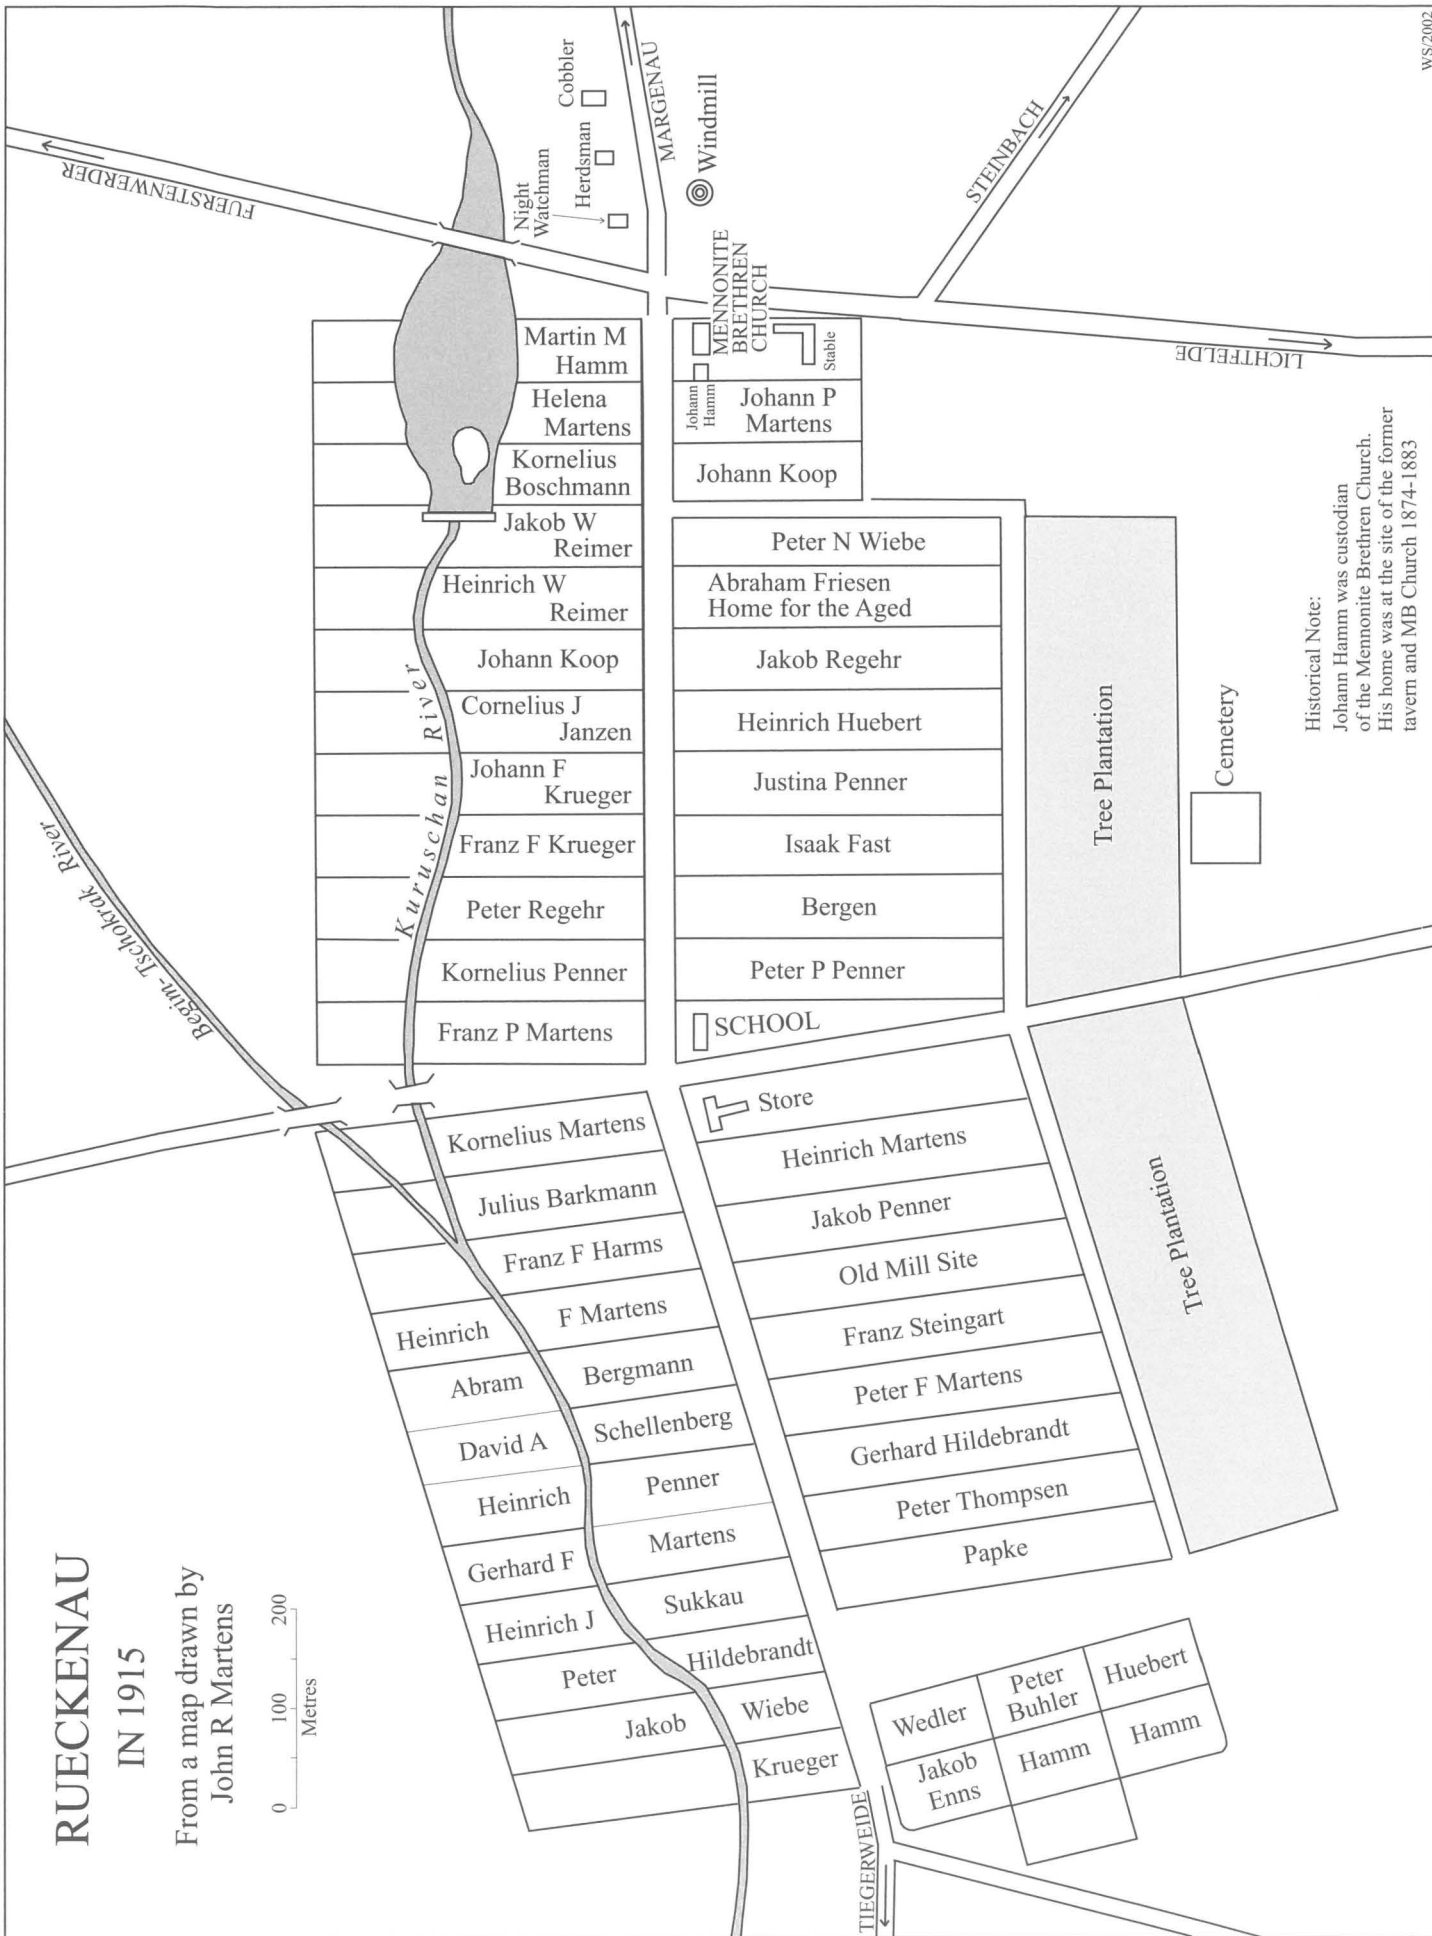 RUECKENAU
IN 1915
From a map drawn by
John R Martens
0 100 200
Metres
FUERSTENWERDER
Night
Watchman
Herdsman
Cobbler
MARGENAU
Windmill
STEINBACH
LICHTFELDE
MENNONITE
BRETHREN
CHURCH
Stable
Johann
Hamm
Martin M
Hamm
Helena
Martens
Kornelius
Boschmann
Jakob W
Reimer
Heinrich W
Reimer
Johann Koop
Cornelius J
Janzen
Johann F
Krueger
Franz F Krueger
Peter Regehr
Kornelius Penner
Franz P Martens
Kuruschan River
Begim-Tschokrak River
Johann P
Martens
Johann Koop
Peter N Wiebe
Abraham Friesen
Home for the Aged
Jakob Regehr
Heinrich Huebert
Justina Penner
Isaak Fast
Bergen
Peter P Penner
SCHOOL
Tree Plantation
Cemetery
Historical Note:
Johann Hamm was custodian
of the Mennonite Brethren Church.
His home was at the site of the former
tavern and MB Church 1874-1883
Kornelius Martens
Julius Barkmann
Franz F Harms
Heinrich F Martens
Abram Bergmann
David A Schellenberg
Heinrich Penner
Gerhard F Martens
Heinrich J Sukkau
Peter Hildebrandt
Jakob Wiebe
Krueger
Store
Heinrich Martens
Jakob Penner
Old Mill Site
Franz Steingart
Peter F Martens
Gerhard Hildebrandt
Peter Thompsen
Papke
Tree Plantation
Wedler
Peter
Buhler
Huebert
Jakob
Enns
Hamm
Hamm
TIEGERWEIDE
WS/2002